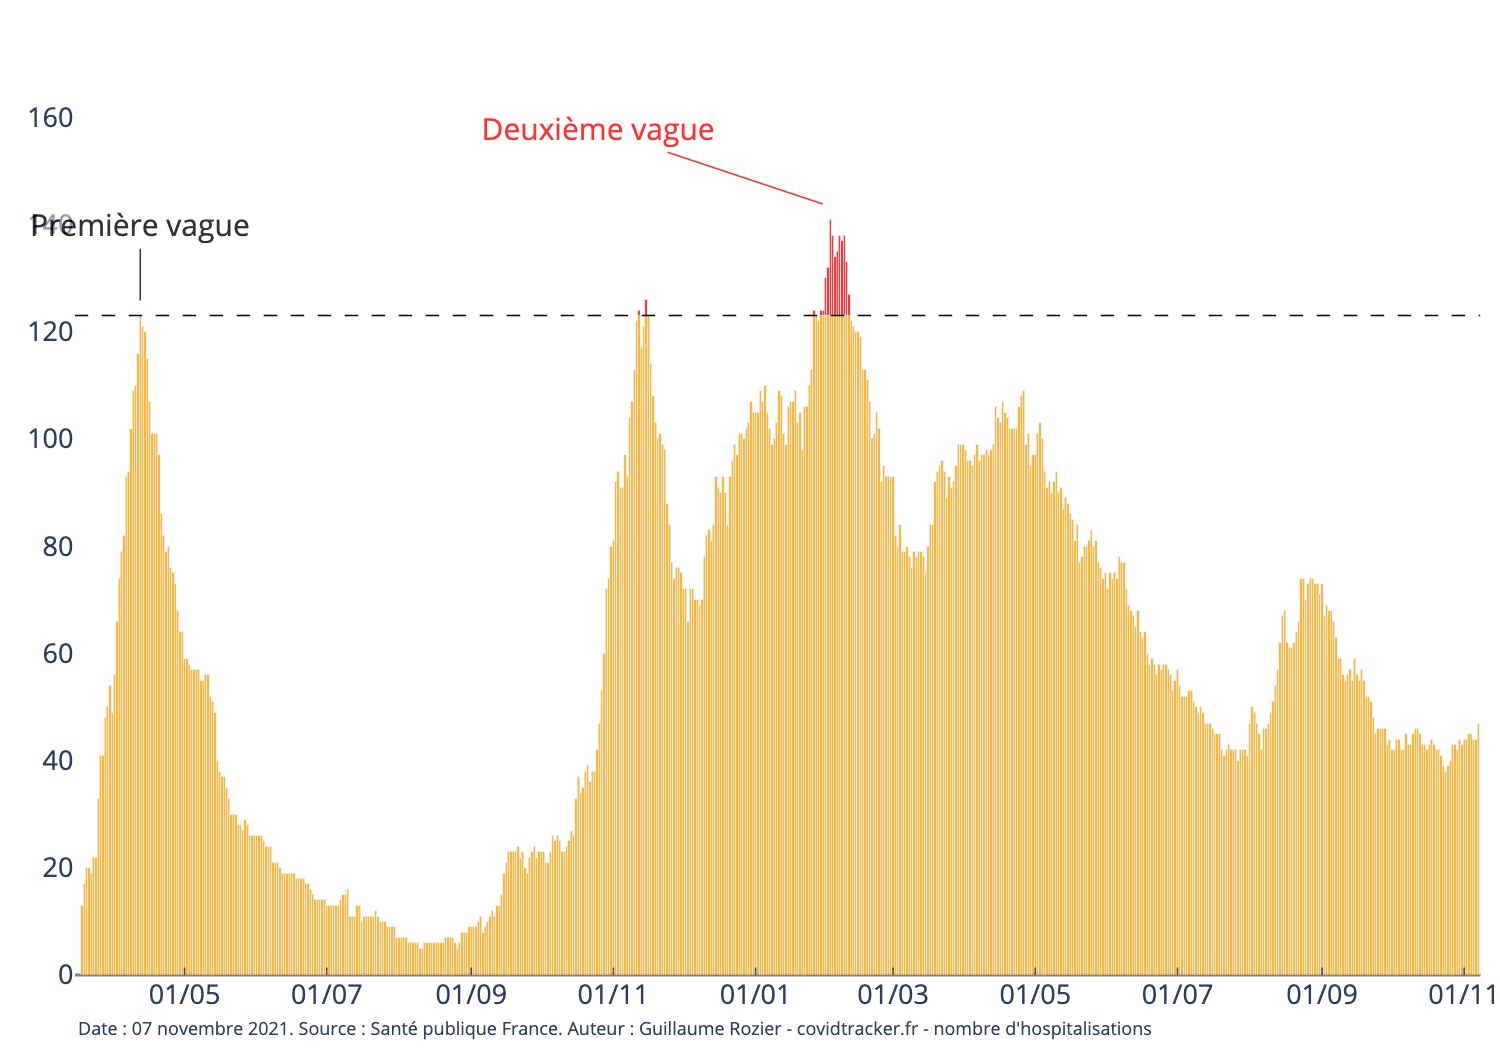 160
Deuxième vague
140
Première vague
120
100
80
60
40
20
0
01/05 01/07 01/09 01/11 01/01 01/03 01/05 01/07 01/09 01/11
Date : 07 novembre 2021. Source : Santé publique France. Auteur : Guillaume Rozier - covidtracker.fr - nombre d'hospitalisations